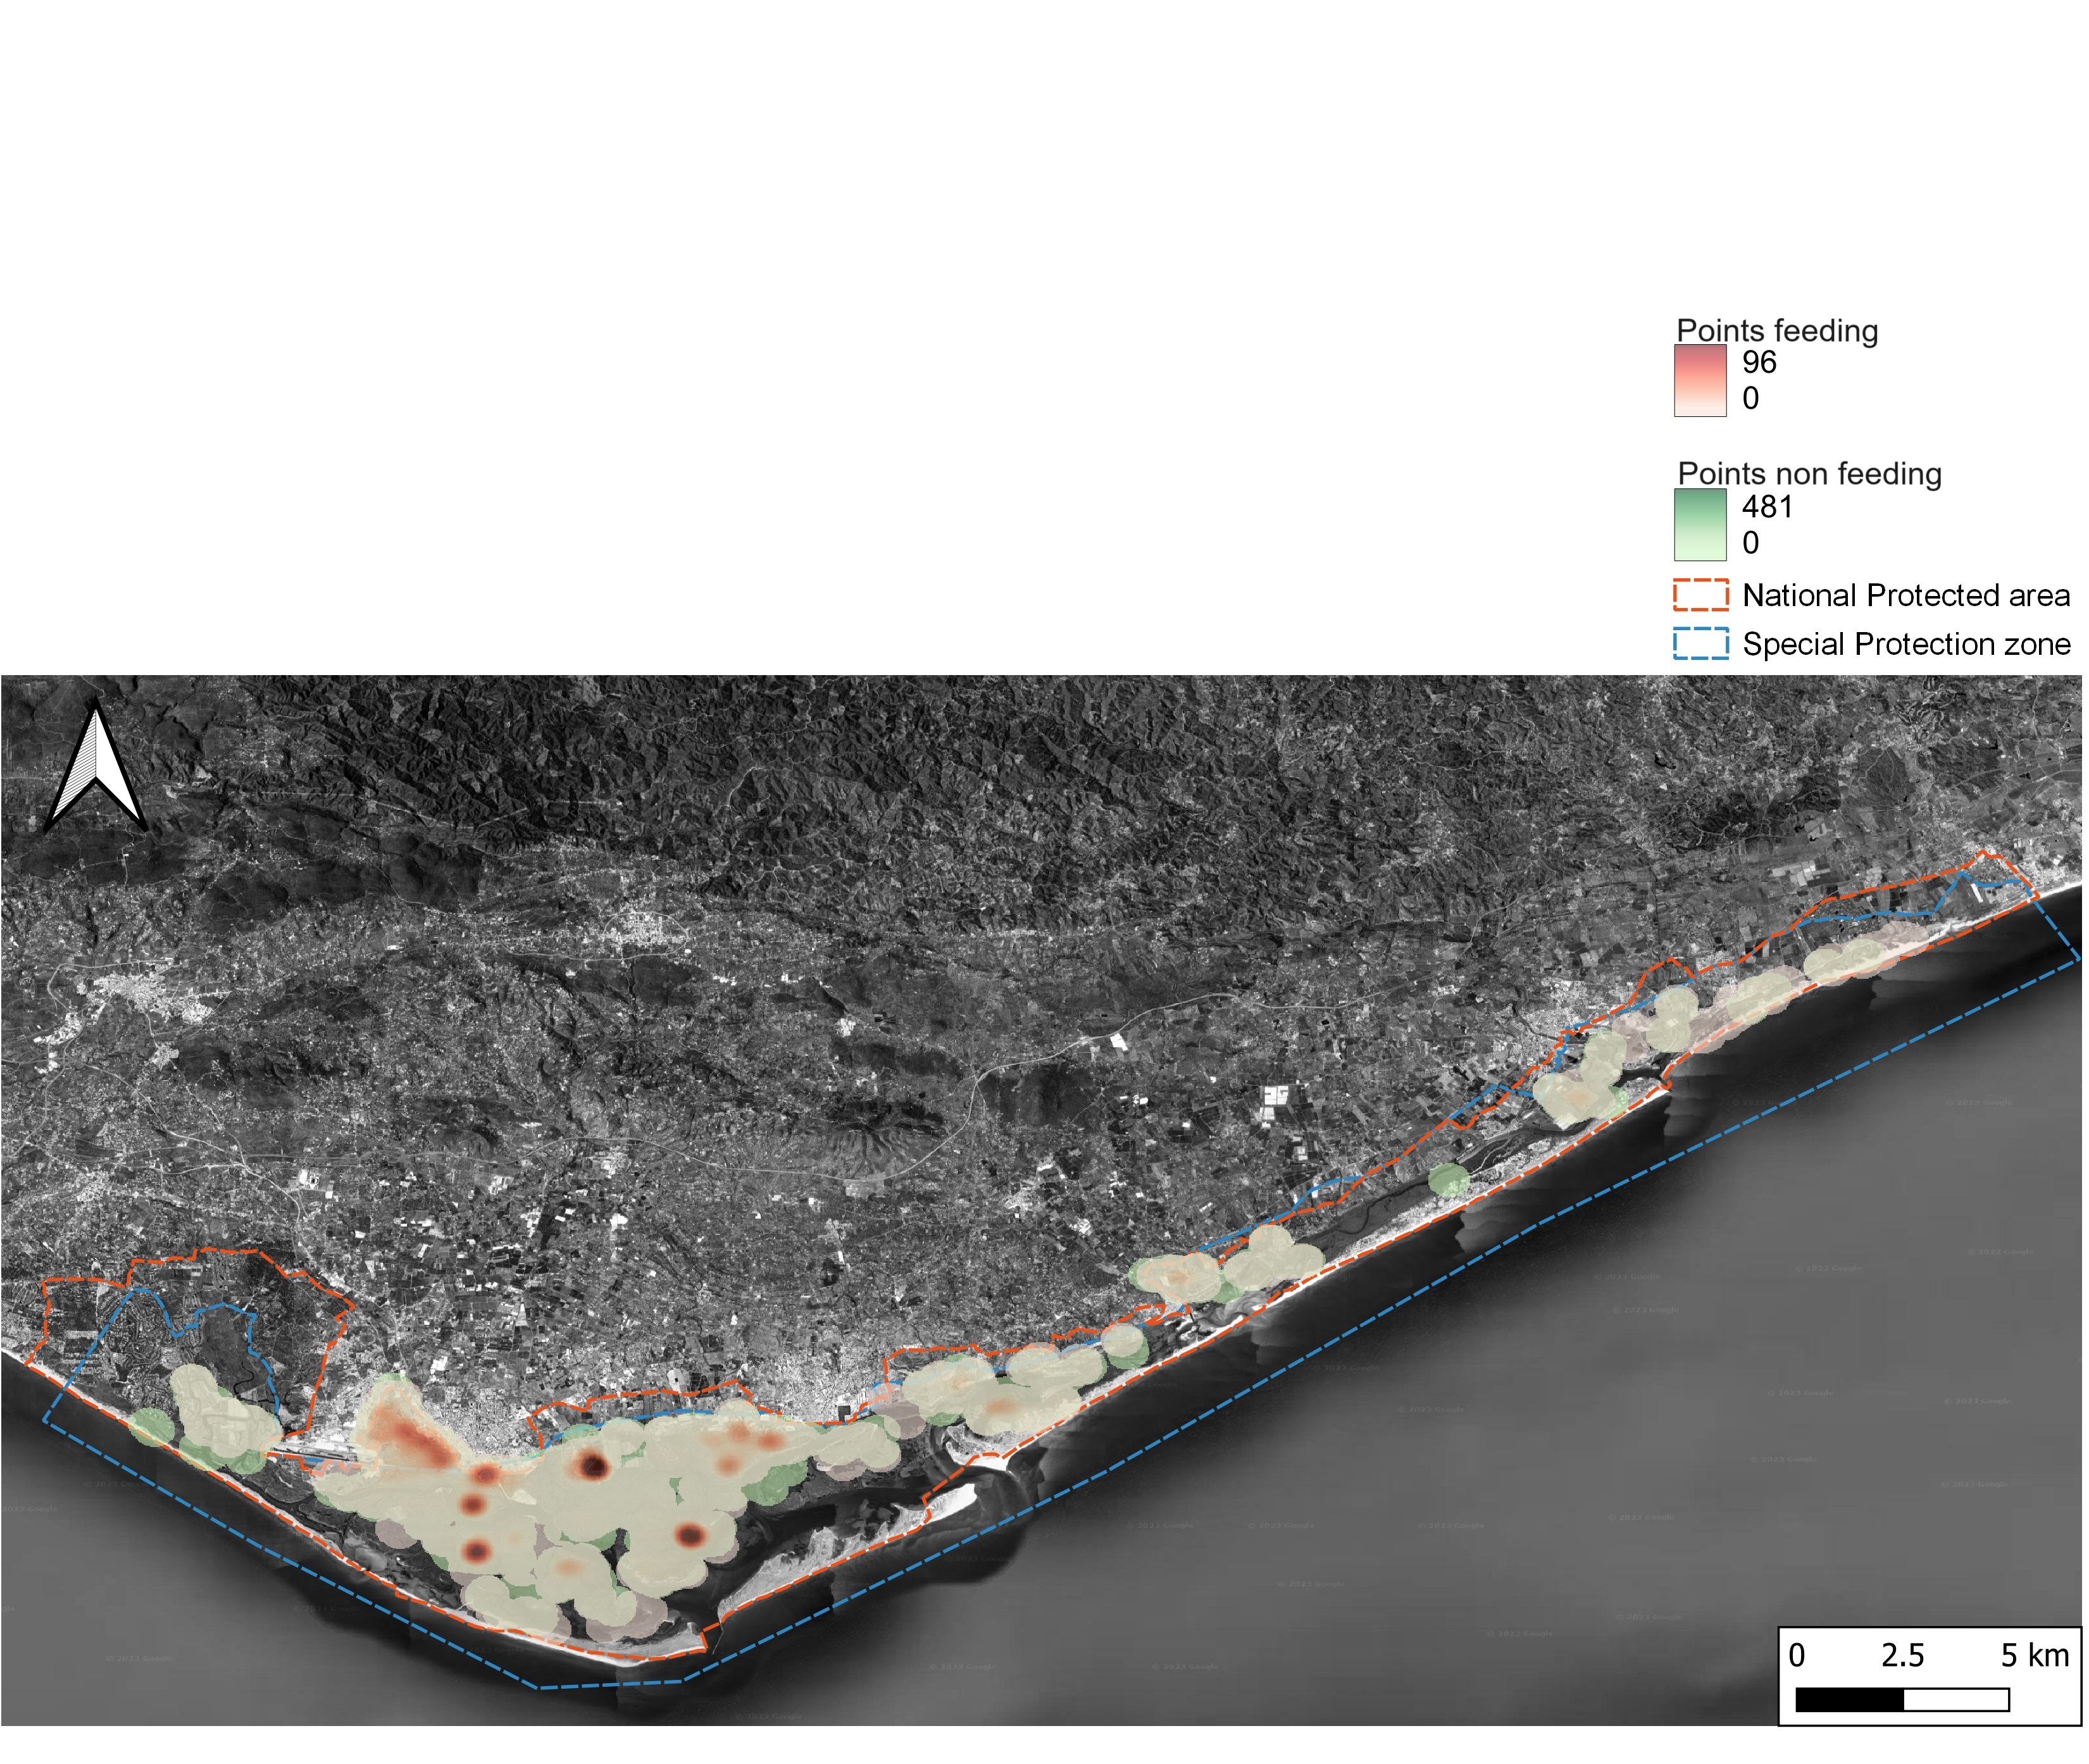 Points feeding
96
0
Points non feeding
481
0
National Protected area
Special Protection zone
0 2.5 5 km